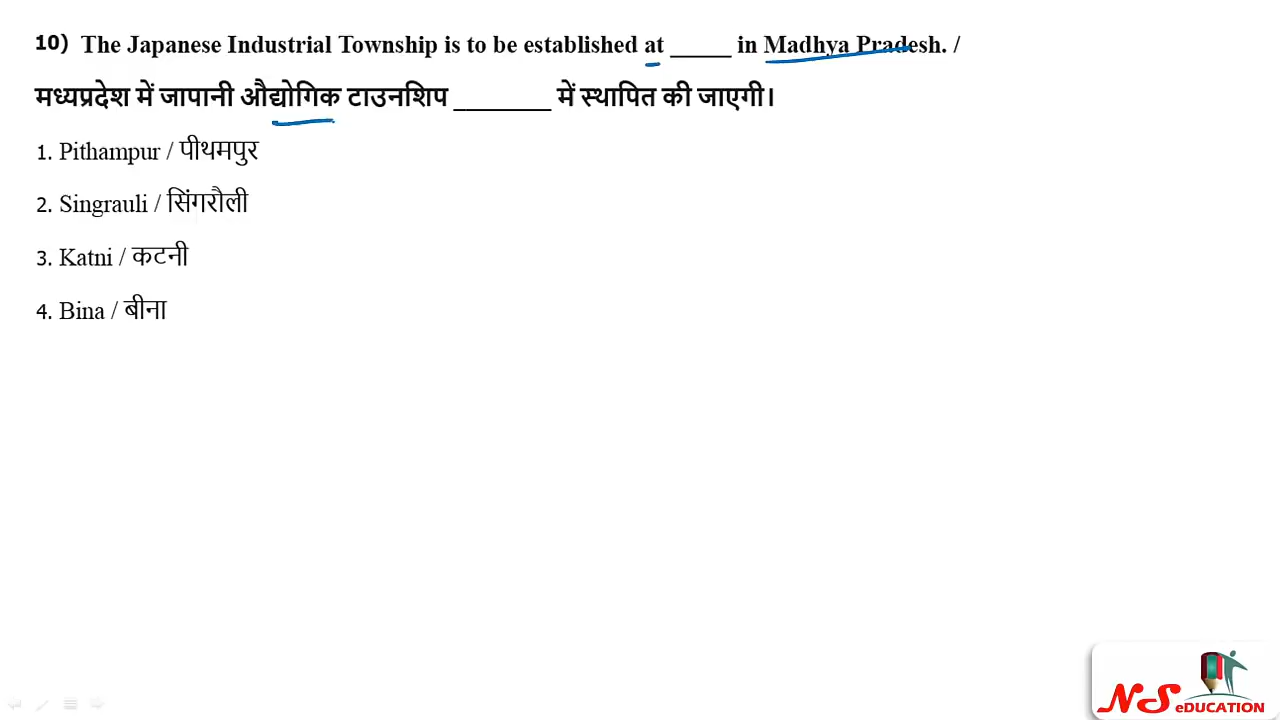 10) The Japanese Industrial Township is to be established at _____ in Madhya Pradesh. /
मध्यप्रदेश में जापानी औद्योगिक टाउनशिप ________ में स्थापित की जाएगी।
1. Pithampur / पीथमपुर
2. Singrauli / सिंगरौली
3. Katni / कटनी
4. Bina / बीना
NS eDUCATION